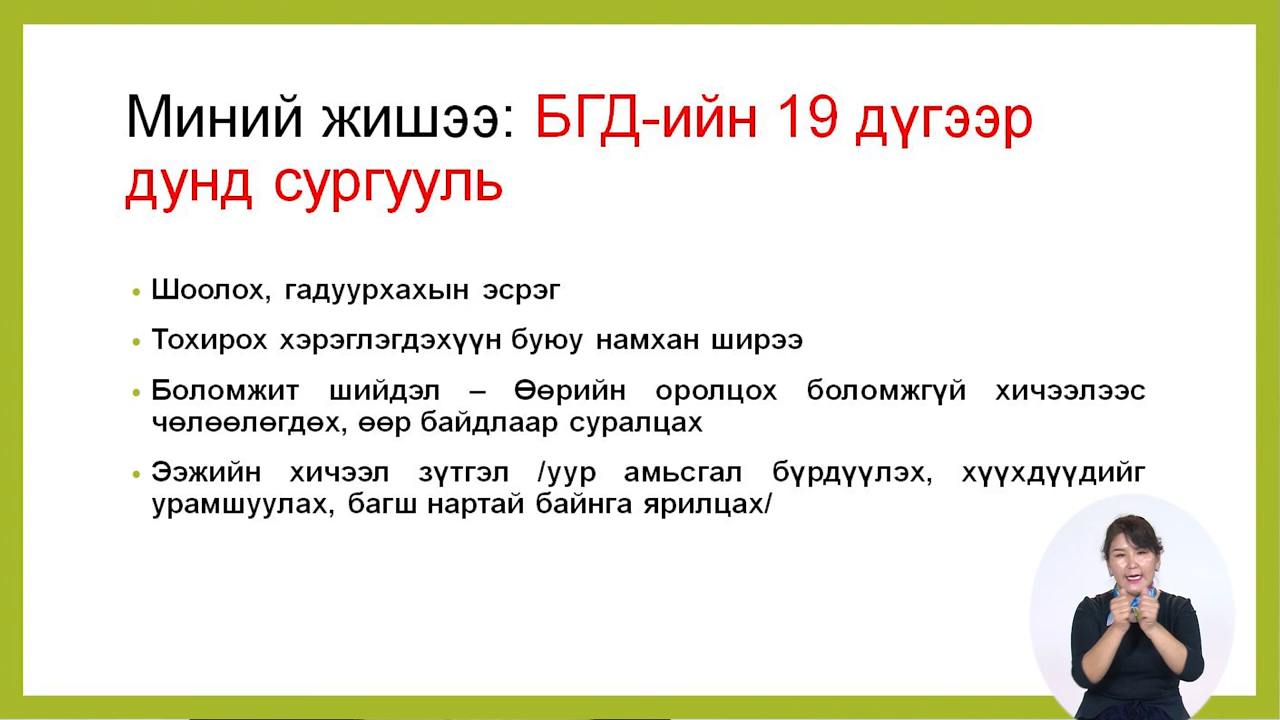 Миний жишээ: БГД-ийн 19 дүгээр
дунд сургууль
• Шоолох, гадуурхахын эсрэг
• Тохирох хэрэглэгдэхүүн буюу намхан ширээ
• Боломжит шийдэл – Өөрийн оролцох боломжгүй хичээлээс
чөлөөлөгдөх, өөр байдлаар суралцах
• Ээжийн хичээл зүтгэл /уур амьсгал бүрдүүлэх, хүүхдүүдийг
урамшуулах, багш нартай байнга ярилцах/